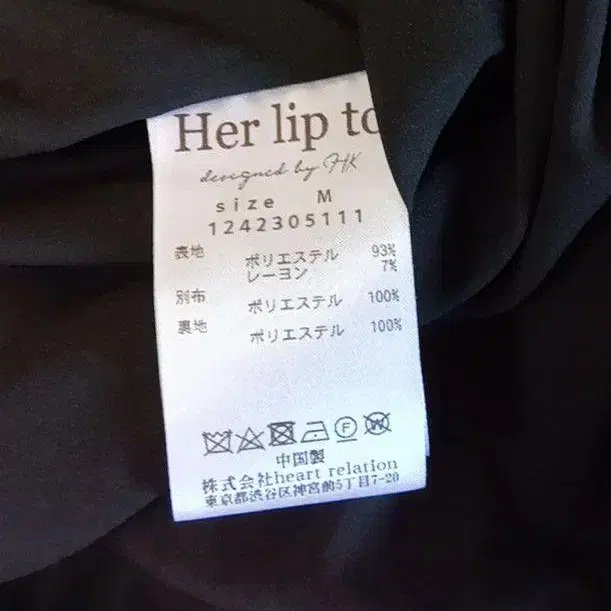 Her lip to
designed by HK
size M
1242305111
表地 ポリエステル 93%
レーヨン 7%
別布 ポリエステル 100%
裏地 ポリエステル 100%
F W
中国製
株式会社heart relation
東京都渋谷区神宮前5丁目7-20